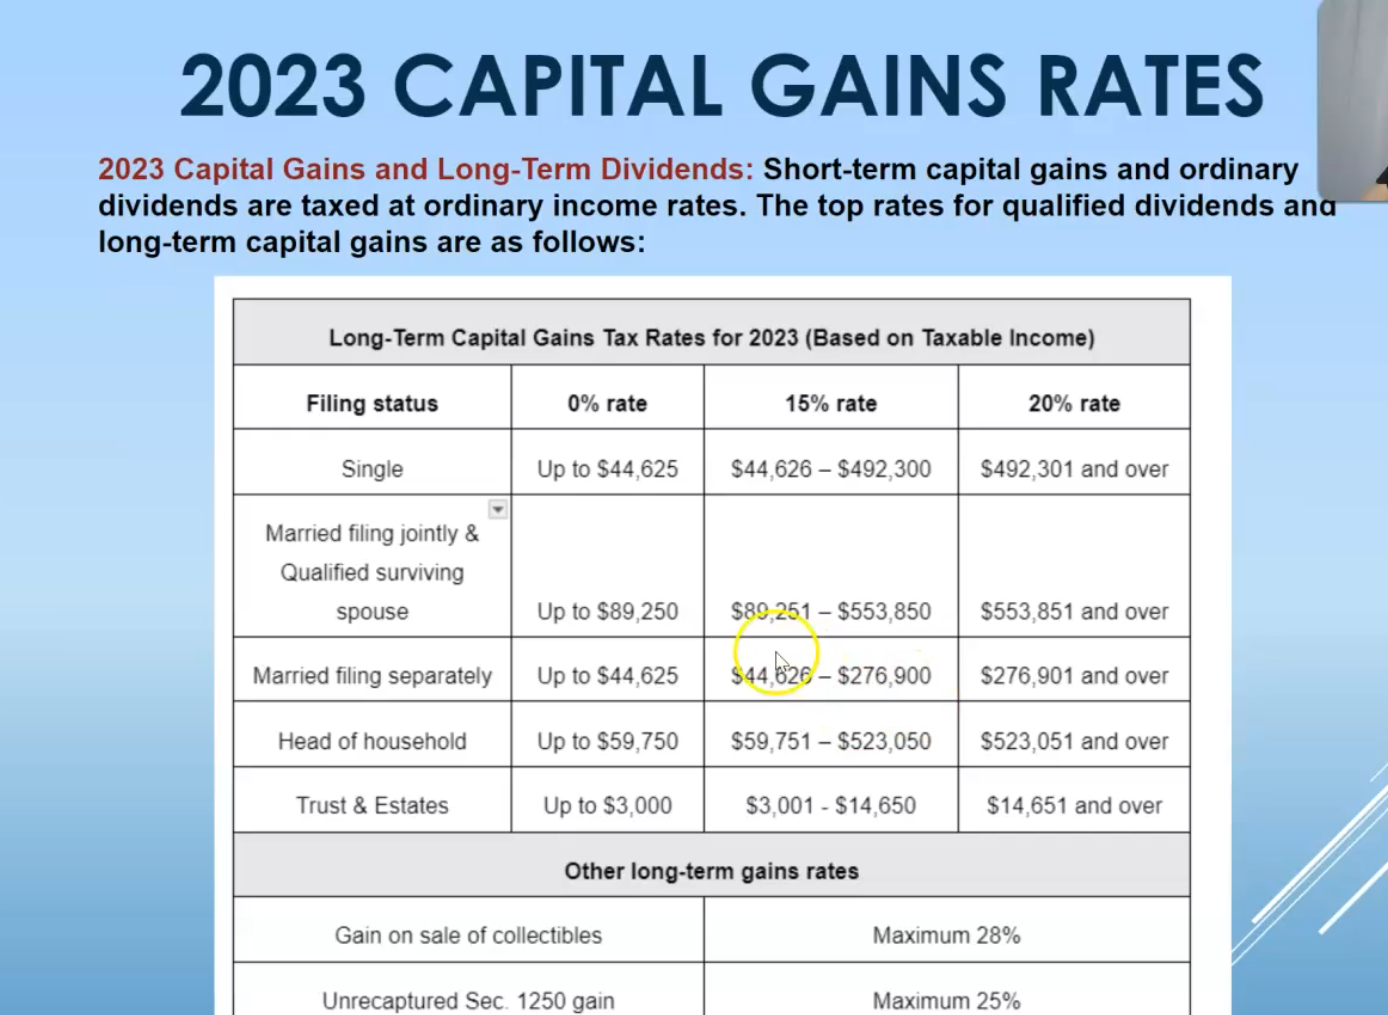 2023 CAPITAL GAINS RATES
2023 Capital Gains and Long-Term Dividends: Short-term capital gains and ordinary
dividends are taxed at ordinary income rates. The top rates for qualified dividends and
long-term capital gains are as follows:
Long-Term Capital Gains Tax Rates for 2023 (Based on Taxable Income)
Filing status 0% rate 15% rate 20% rate
Single Up to $44,625 $44,626 – $492,300 $492,301 and over
Married filing jointly &
Qualified surviving
spouse Up to $89,250 $89,251 – $553,850 $553,851 and over
Married filing separately Up to $44,625 $44,626 – $276,900 $276,901 and over
Head of household Up to $59,750 $59,751 – $523,050 $523,051 and over
Trust & Estates Up to $3,000 $3,001 - $14,650 $14,651 and over
Other long-term gains rates
Gain on sale of collectibles Maximum 28%
Unrecaptured Sec. 1250 gain Maximum 25%